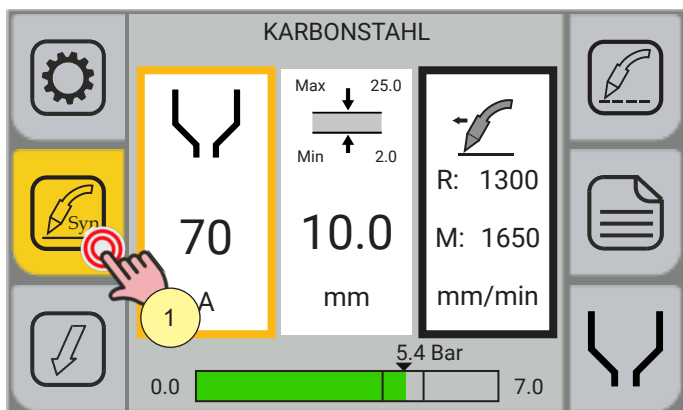 KARBONSTAHL
Syn
1
70
A
Max 25.0
Min 2.0
10.0
mm
R: 1300
M: 1650
mm/min
5.4 Bar
0.0 7.0